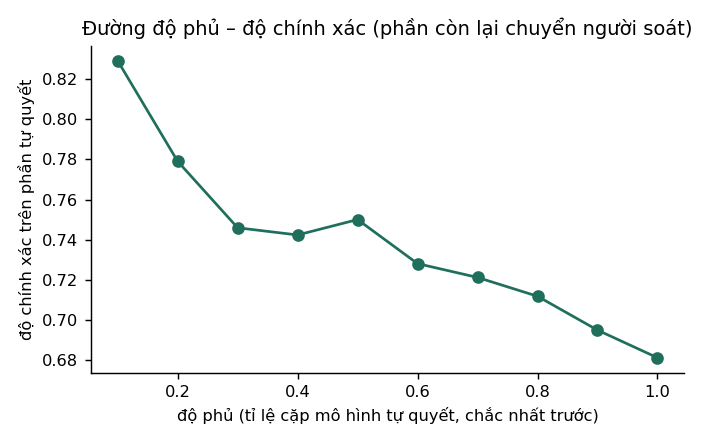 Đường độ phủ – độ chính xác (phần còn lại chuyển người soát)
độ chính xác trên phần tự quyết
0.82
0.80
0.78
0.76
0.74
0.72
0.70
0.68
0.2 0.4 0.6 0.8 1.0
độ phủ (tỉ lệ cặp mô hình tự quyết, chắc nhất trước)